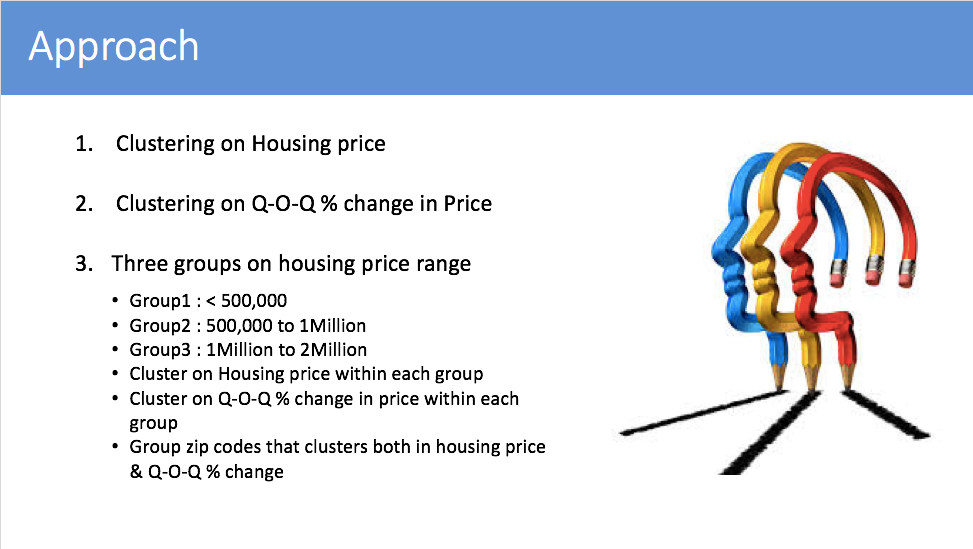 Approach
1. Clustering on Housing price
2. Clustering on Q-O-Q % change in Price
3. Three groups on housing price range
• Group1 : < 500,000
• Group2 : 500,000 to 1Million
• Group3 : 1Million to 2Million
• Cluster on Housing price within each group
• Cluster on Q-O-Q % change in price within each
group
• Group zip codes that clusters both in housing price
& Q-O-Q % change